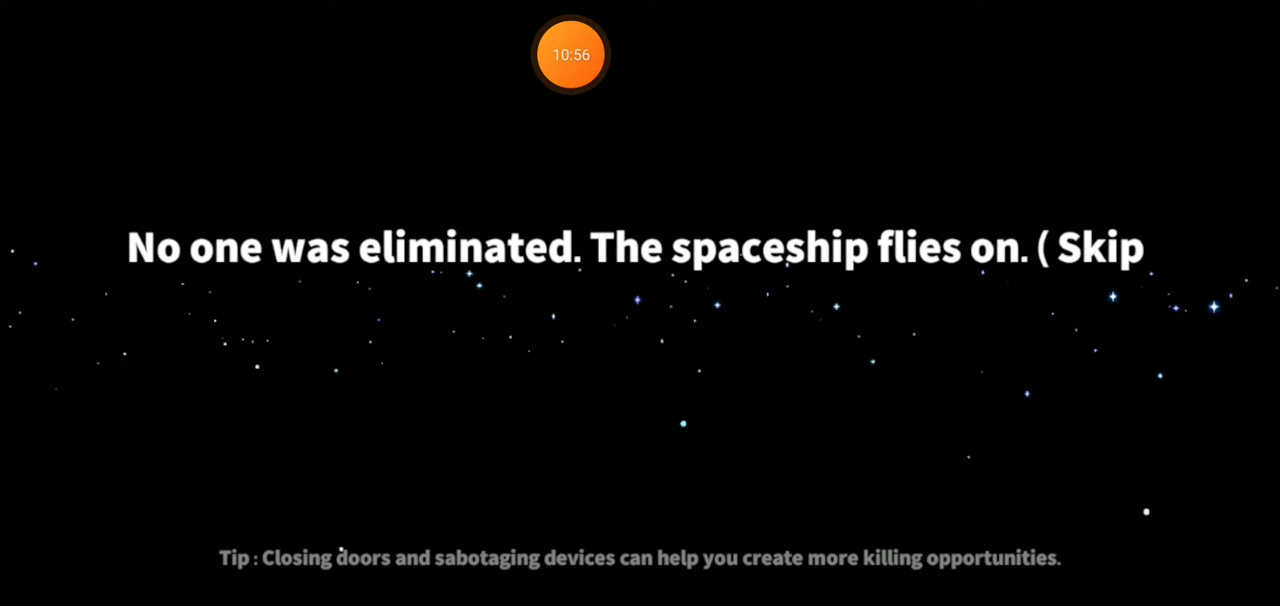 10:56
No one was eliminated. The spaceship flies on. ( Skip
Tip : Closing doors and sabotaging devices can help you create more killing opportunities.